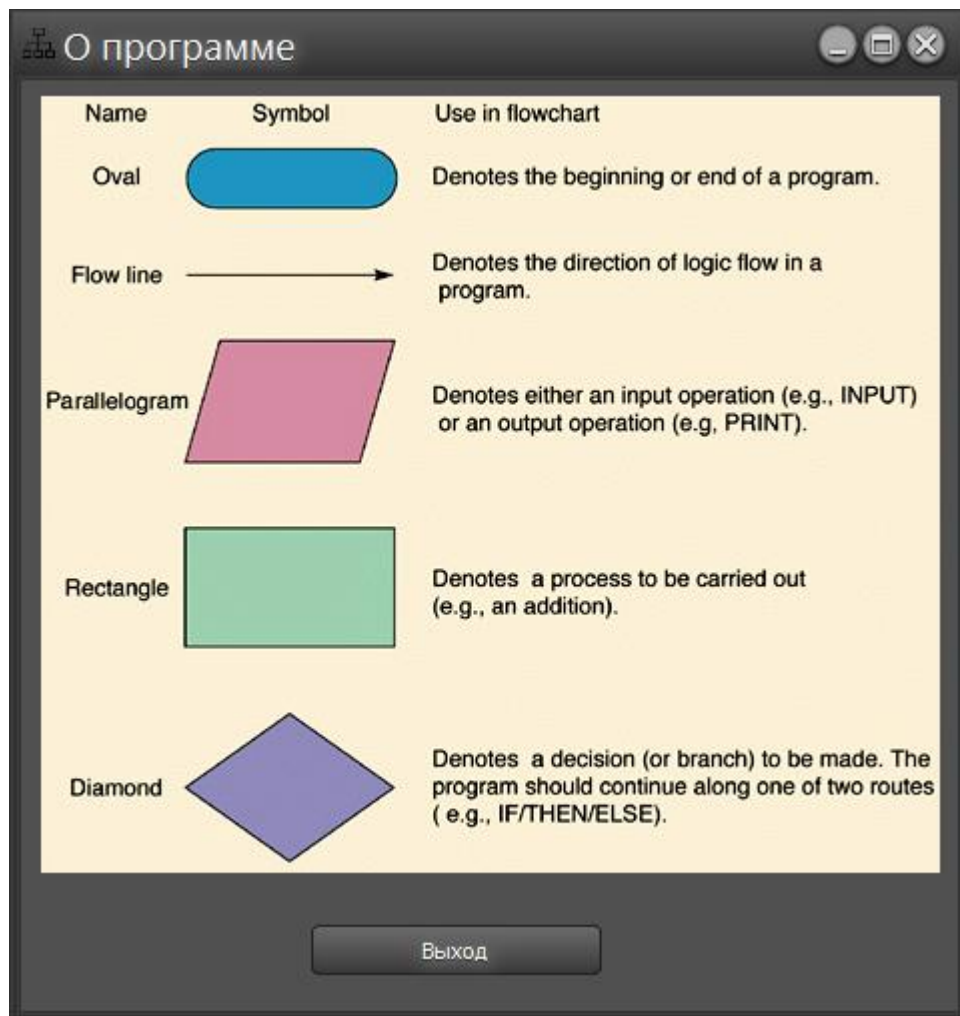 О программе
Name Symbol Use in flowchart
Oval Denotes the beginning or end of a program.
Flow line Denotes the direction of logic flow in a
program.
Parallelogram Denotes either an input operation (e.g., INPUT)
or an output operation (e.g, PRINT).
Rectangle Denotes a process to be carried out
(e.g., an addition).
Diamond Denotes a decision (or branch) to be made. The
program should continue along one of two routes
( e.g., IF/THEN/ELSE).
Выход